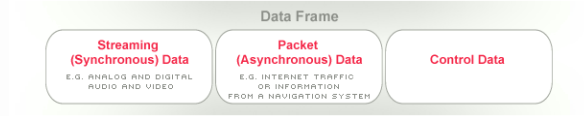 Data Frame
Streaming
(Synchronous) Data
E.G. ANALOG AND DIGITAL
AUDIO AND VIDEO
Packet
(Asynchronous) Data
E.G. INTERNET TRAFFIC
OR INFORMATION
FROM A NAVIGATION SYSTEM
Control Data